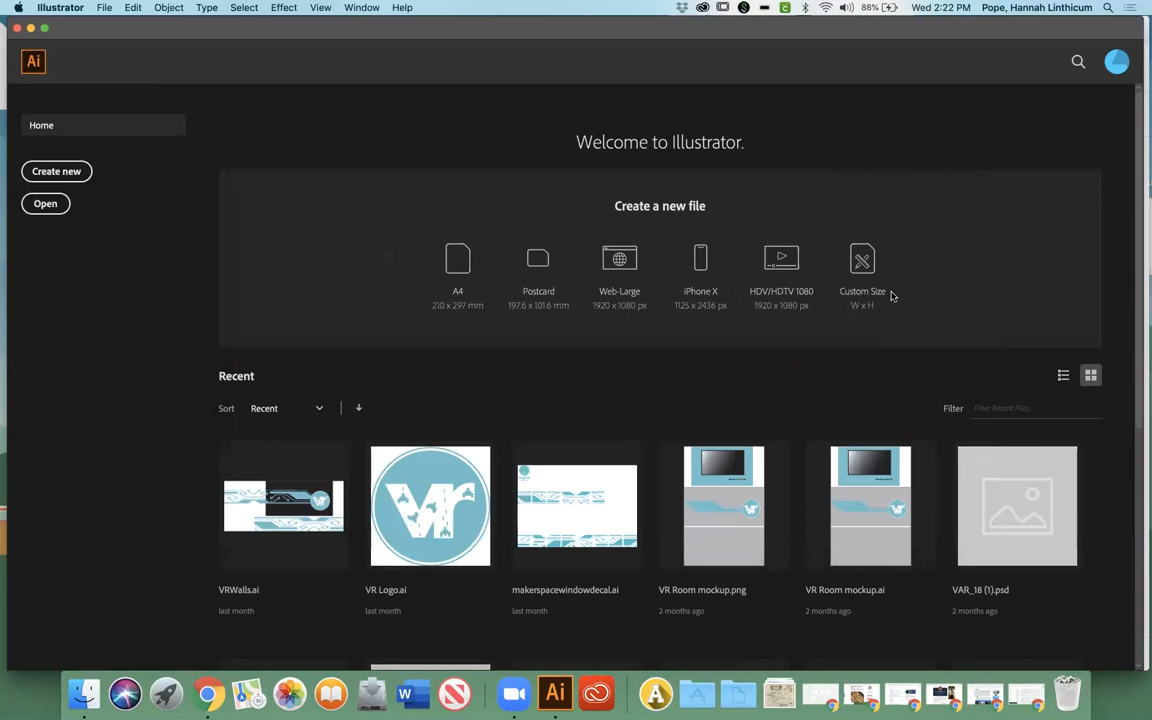 Illustrator File Edit Object Type Select Effect View Window Help 88% Wed 2:22 PM Pope, Hannah Linthicum
Ai
Home
Create new
Open
Welcome to Illustrator.
Create a new file
A4 Postcard Web-Large iPhone X HDV/HDTV 1080 Custom Size
210 x 297 mm 197.6 x 101.6 mm 1920 x 1080 px 1125 x 2436 px 1920 x 1080 px W x H
Recent
Sort Recent Filter Filter Recent Files
vr vr
VRWalls.ai VR Logo.ai makerspacewindowdecal.ai VR Room mockup.png VR Room mockup.ai VAR_18 (1).psd
last month last month last month 2 months ago 2 months ago 2 months ago
W Ai A